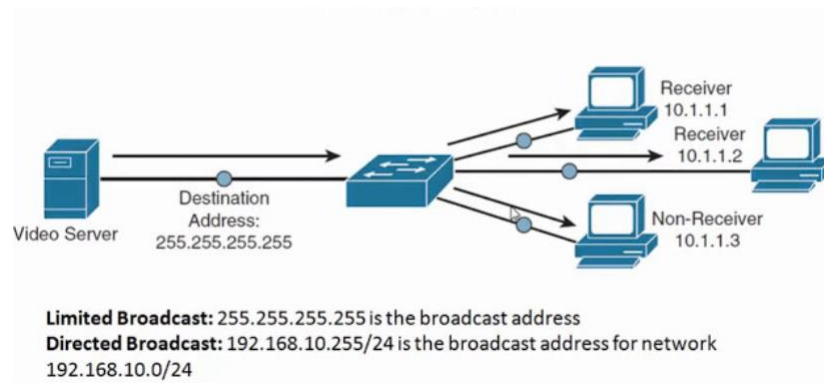 Receiver
10.1.1.1
Receiver
10.1.1.2
Destination
Address:
255.255.255.255
Video Server
Non-Receiver
10.1.1.3
Limited Broadcast: 255.255.255.255 is the broadcast address
Directed Broadcast: 192.168.10.255/24 is the broadcast address for network
192.168.10.0/24